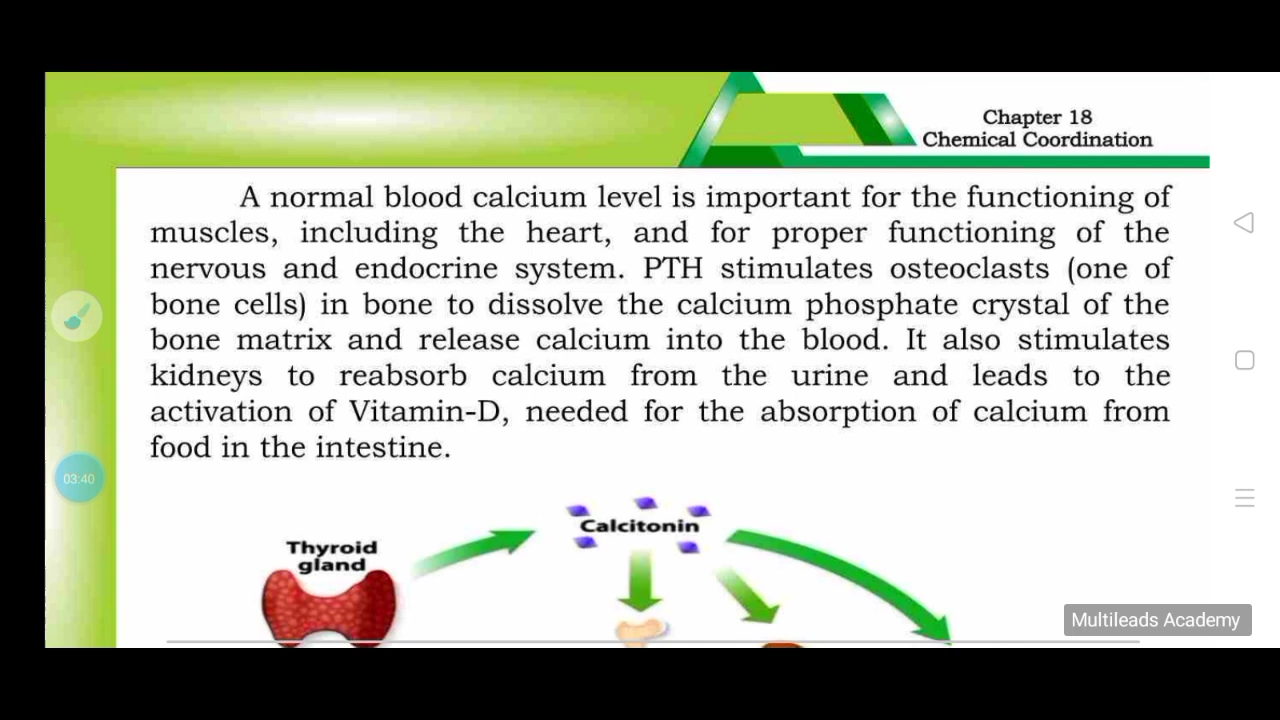 Chapter 18
Chemical Coordination
A normal blood calcium level is important for the functioning of
muscles, including the heart, and for proper functioning of the
nervous and endocrine system. PTH stimulates osteoclasts (one of
bone cells) in bone to dissolve the calcium phosphate crystal of the
bone matrix and release calcium into the blood. It also stimulates
kidneys to reabsorb calcium from the urine and leads to the
activation of Vitamin-D, needed for the absorption of calcium from
food in the intestine.
Calcitonin
Thyroid
gland
03:40
Multileads Academy